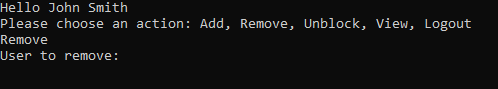 Hello John Smith
Please choose an action: Add, Remove, Unblock, View, Logout
Remove
User to remove: